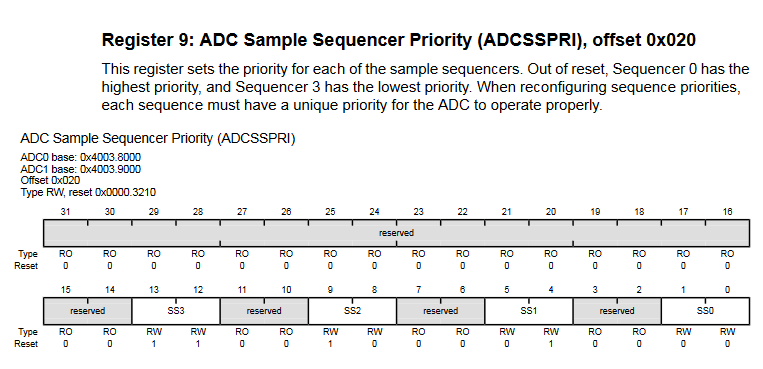 Register 9: ADC Sample Sequencer Priority (ADCSSPRI), offset 0x020
This register sets the priority for each of the sample sequencers. Out of reset, Sequencer 0 has the
highest priority, and Sequencer 3 has the lowest priority. When reconfiguring sequence priorities,
each sequence must have a unique priority for the ADC to operate properly.
ADC Sample Sequencer Priority (ADCSSPRI)
ADC0 base: 0x4003.8000
ADC1 base: 0x4003.9000
Offset 0x020
Type RW, reset 0x0000.3210
31 30 29 28 27 26 25 24 23 22 21 20 19 18 17 16
reserved
Type RO RO RO RO RO RO RO RO RO RO RO RO RO RO RO RO
Reset 0 0 0 0 0 0 0 0 0 0 0 0 0 0 0 0
15 14 13 12 11 10 9 8 7 6 5 4 3 2 1 0
reserved SS3 reserved SS2 reserved SS1 reserved SS0
Type RO RO RW RW RO RO RW RW RO RO RW RW RO RO RW RW
Reset 0 0 1 1 0 0 1 0 0 0 0 1 0 0 0 0